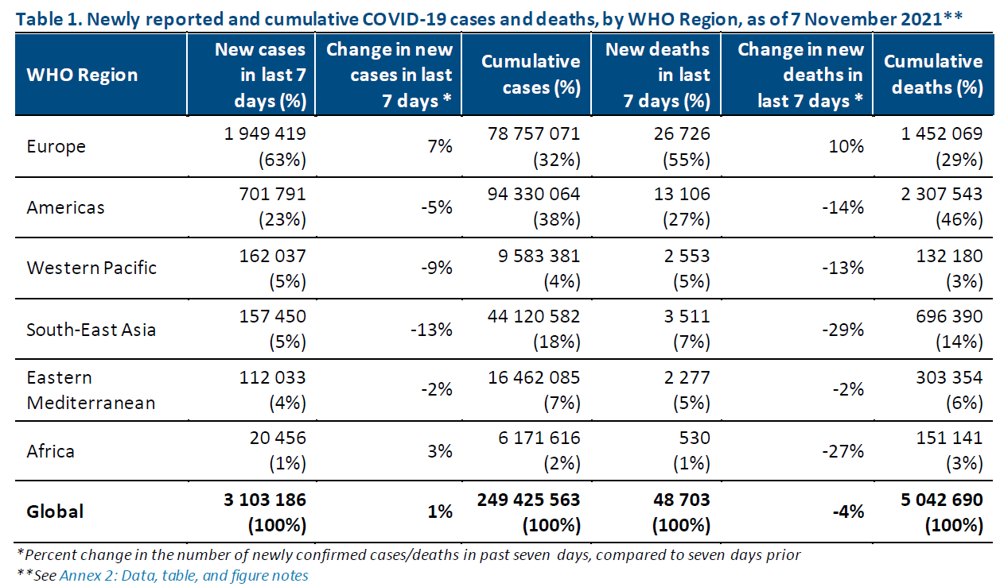 Table 1. Newly reported and cumulative COVID-19 cases and deaths, by WHO Region, as of 7 November 2021**
WHO Region
New cases
in last 7
days (%)
Change in new
cases in last
7 days *
Cumulative
cases (%)
New deaths
in last
7 days (%)
Change in new
deaths in
last 7 days *
Cumulative
deaths (%)
Europe
1 949 419
(63%)
7%
78 757 071
(32%)
26 726
(55%)
10%
1 452 069
(29%)
Americas
701 791
(23%)
-5%
94 330 064
(38%)
13 106
(27%)
-14%
2 307 543
(46%)
Western Pacific
162 037
(5%)
-9%
9 583 381
(4%)
2 553
(5%)
-13%
132 180
(3%)
South-East Asia
157 450
(5%)
-13%
44 120 582
(18%)
3 511
(7%)
-29%
696 390
(14%)
Eastern
Mediterranean
112 033
(4%)
-2%
16 462 085
(7%)
2 277
(5%)
-2%
303 354
(6%)
Africa
20 456
(1%)
3%
6 171 616
(2%)
530
(1%)
-27%
151 141
(3%)
Global
3 103 186
(100%)
1%
249 425 563
(100%)
48 703
(100%)
-4%
5 042 690
(100%)
*Percent change in the number of newly confirmed cases/deaths in past seven days, compared to seven days prior
**See Annex 2: Data, table, and figure notes